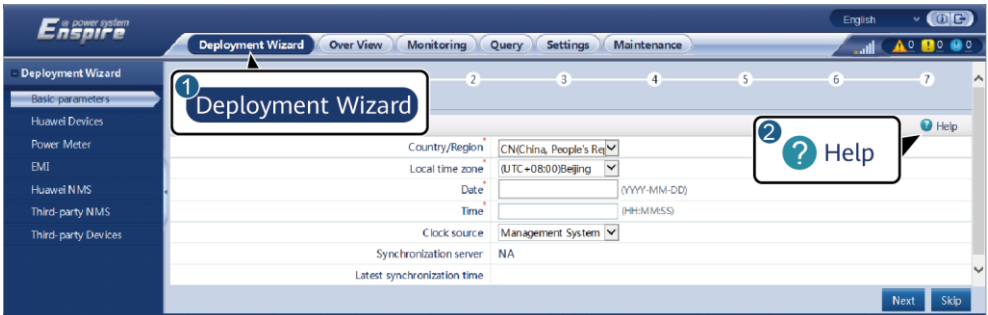 Enspire
e power system
English
Deployment Wizard Over View Monitoring Query Settings Maintenance
0 0 0
Deployment Wizard
Basic parameters
Huawei Devices
Power Meter
EMI
Huawei NMS
Third-party NMS
Third-party Devices
2 3 4 5 6 7
1
Deployment Wizard
Help
2
? Help
Country/Region* CN(China, People's Rep
Local time zone* (UTC+08:00)Beijing
Date* (YYYY-MM-DD)
Time* (HH:MM:SS)
Clock source Management System
Synchronization server NA
Latest synchronization time
Next Skip